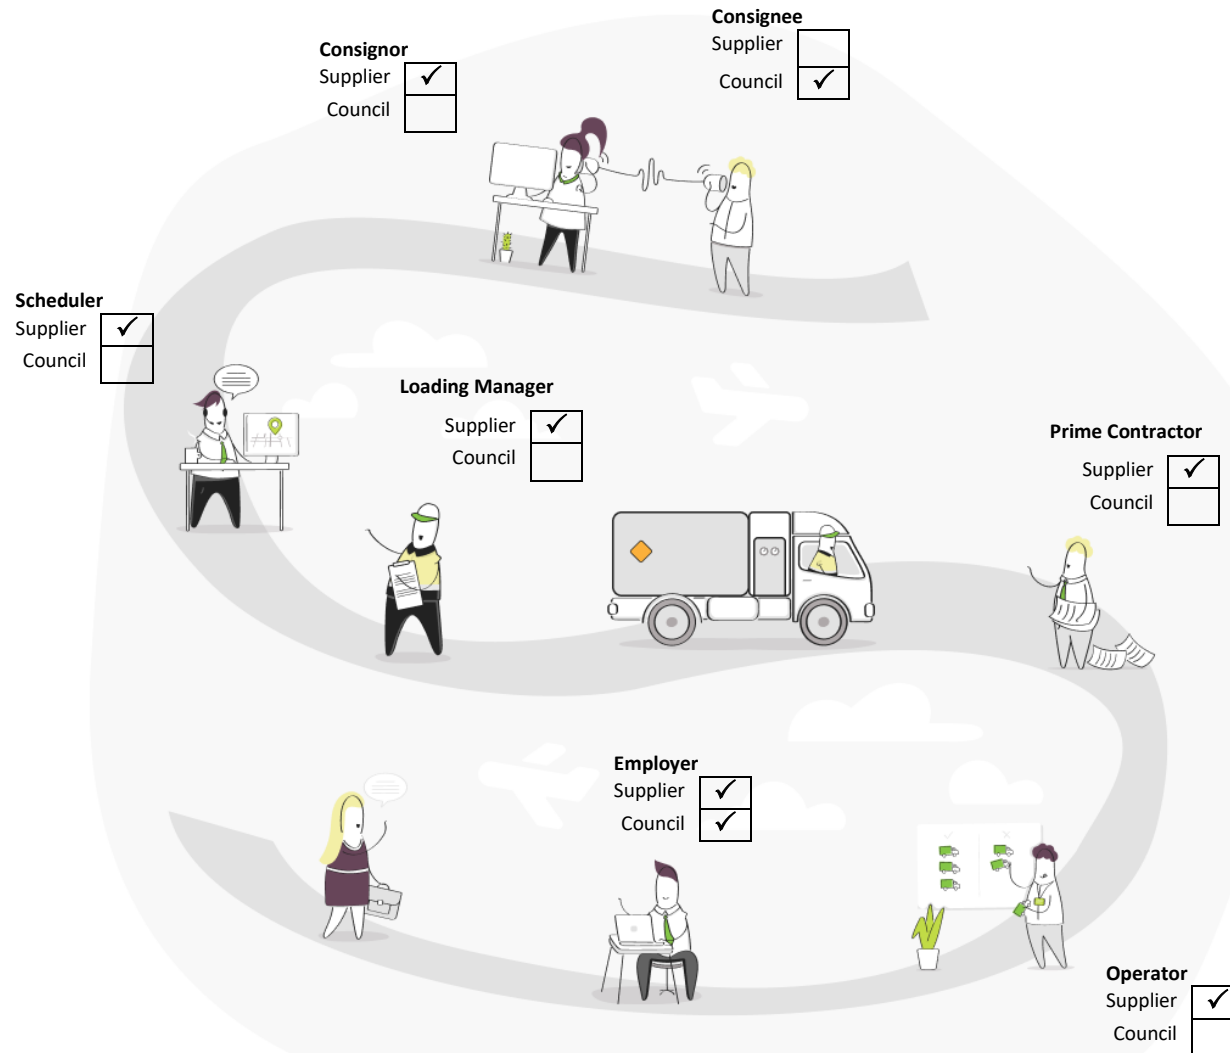 Consignee
Supplier
Council ✓
Consignor
Supplier ✓
Council
Scheduler
Supplier ✓
Council
Loading Manager
Supplier ✓
Council
Prime Contractor
Supplier ✓
Council
Employer
Supplier ✓
Council ✓
Operator
Supplier ✓
Council